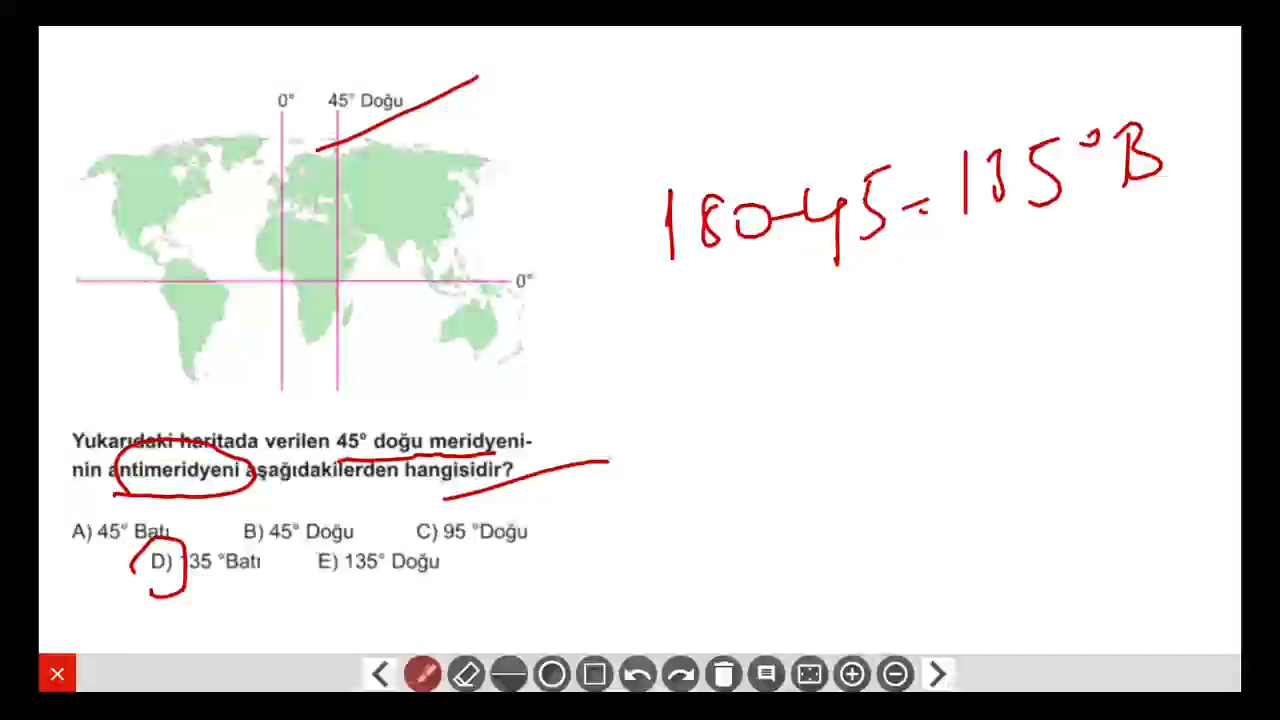 0° 45° Doğu
180-45=135°B
0°
Yukarıdaki haritada verilen 45° doğu meridyeni-
nin antimeridyeni aşağıdakilerden hangisidir?
A) 45° Batı B) 45° Doğu C) 95 °Doğu
D) 135 °Batı E) 135° Doğu